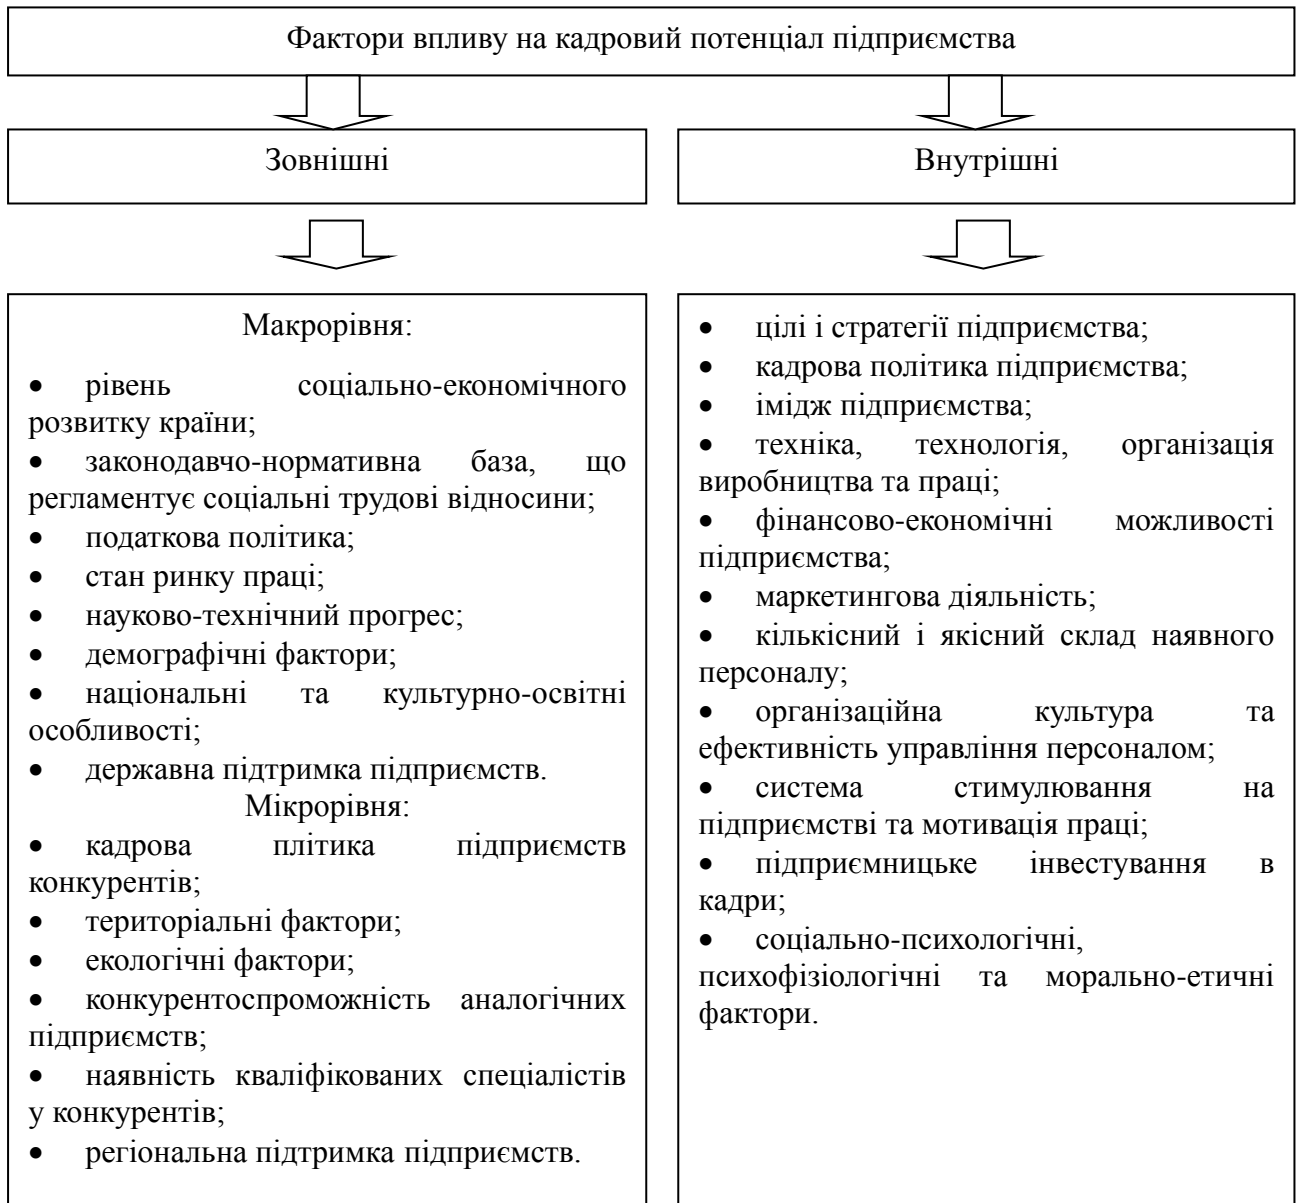 Фактори впливу на кадровий потенціал підприємства
Зовнішні
Внутрішні
Макрорівня:
• рівень соціально-економічного
розвитку країни;
• законодавчо-нормативна база, що
регламентує соціальні трудові відносини;
• податкова політика;
• стан ринку праці;
• науково-технічний прогрес;
• демографічні фактори;
• національні та культурно-освітні
особливості;
• державна підтримка підприємств.
Мікрорівня:
• кадрова плітика підприємств
конкурентів;
• територіальні фактори;
• екологічні фактори;
• конкурентоспроможність аналогічних
підприємств;
• наявність кваліфікованих спеціалістів
у конкурентів;
• регіональна підтримка підприємств.
• цілі і стратегії підприємства;
• кадрова політика підприємства;
• імідж підприємства;
• техніка, технологія, організація
виробництва та праці;
• фінансово-економічні можливості
підприємства;
• маркетингова діяльність;
• кількісний і якісний склад наявного
персоналу;
• організаційна культура та
ефективність управління персоналом;
• система стимулювання на
підприємстві та мотивація праці;
• підприємницьке інвестування в
кадри;
• соціально-психологічні,
психофізіологічні та морально-етичні
фактори.